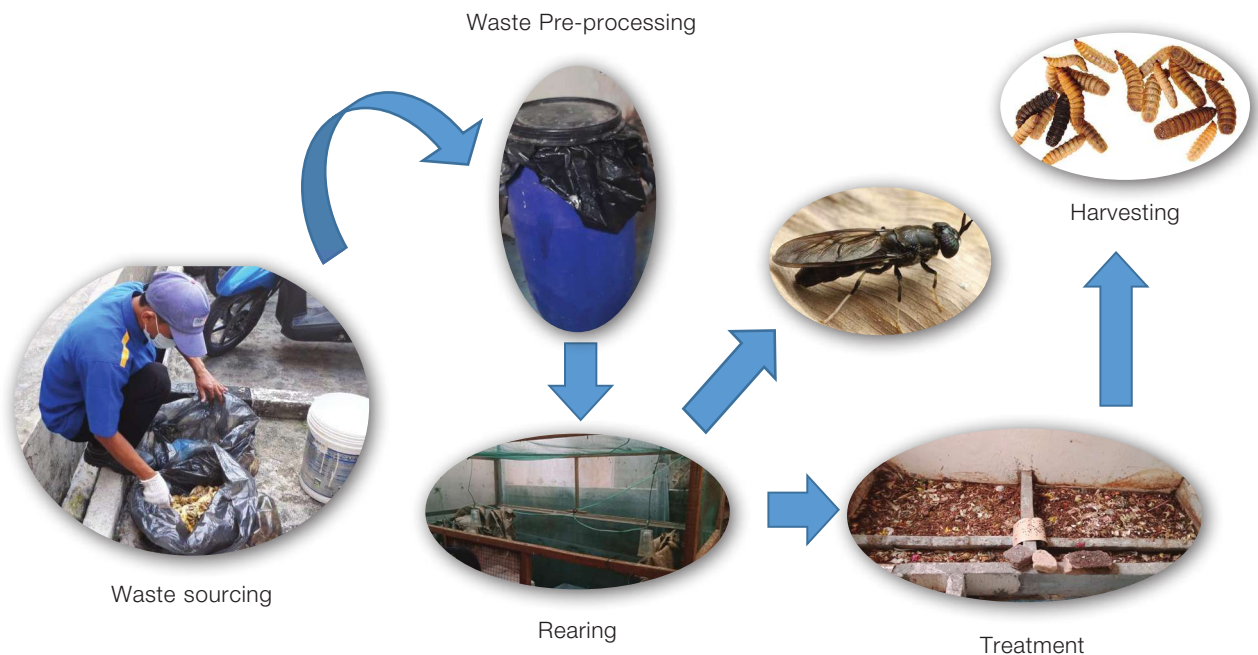 Waste Pre-processing
Harvesting
Waste sourcing
Rearing
Treatment